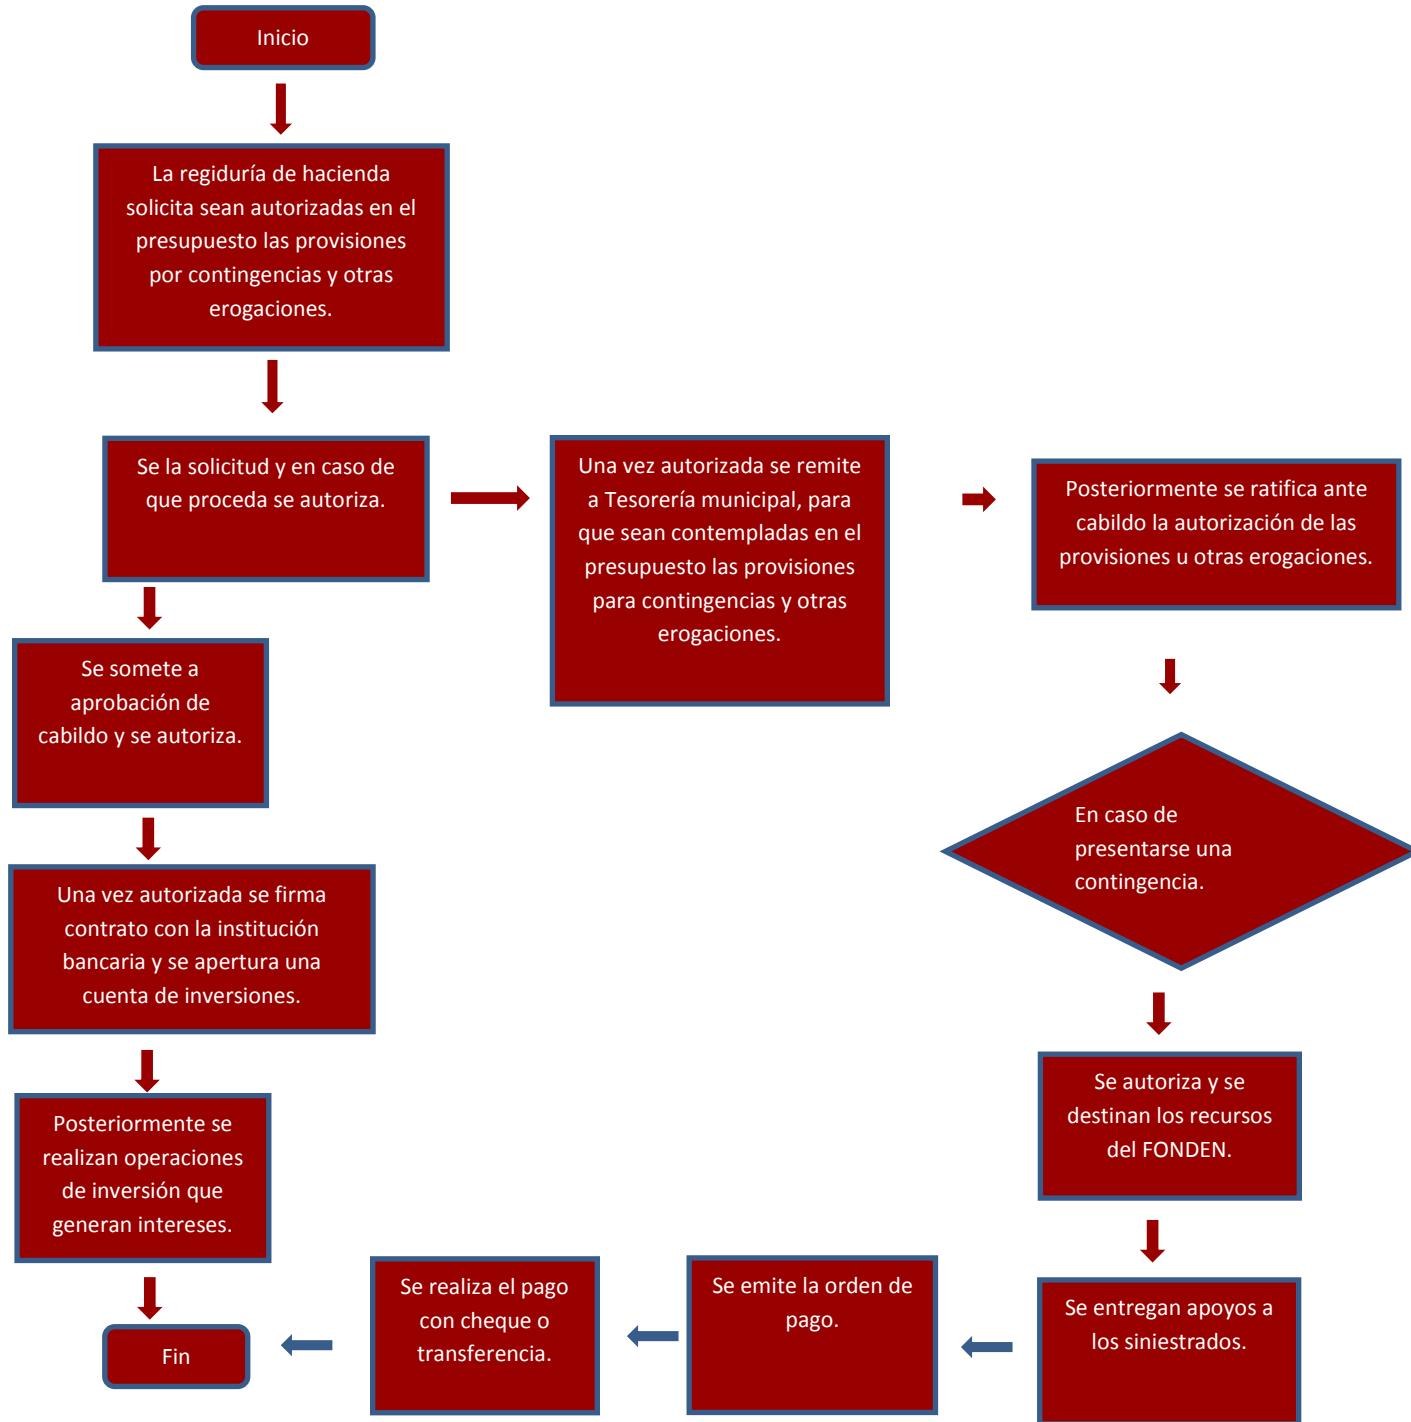 Inicio
La regiduría de hacienda
solicita sean autorizadas en el
presupuesto las provisiones
por contingencias y otras
erogaciones.
Se la solicitud y en caso de
que proceda se autoriza.
Una vez autorizada se remite
a Tesorería municipal, para
que sean contempladas en el
presupuesto las provisiones
para contingencias y otras
erogaciones.
Posteriormente se ratifica ante
cabildo la autorización de las
provisiones u otras erogaciones.
Se somete a
aprobación de
cabildo y se autoriza.
En caso de
presentarse una
contingencia.
Una vez autorizada se firma
contrato con la institución
bancaria y se apertura una
cuenta de inversiones.
Se autoriza y se
destinan los recursos
del FONDEN.
Posteriormente se
realizan operaciones
de inversión que
generan intereses.
Se entregan apoyos a
los siniestrados.
Se emite la orden de
pago.
Se realiza el pago
con cheque o
transferencia.
Fin